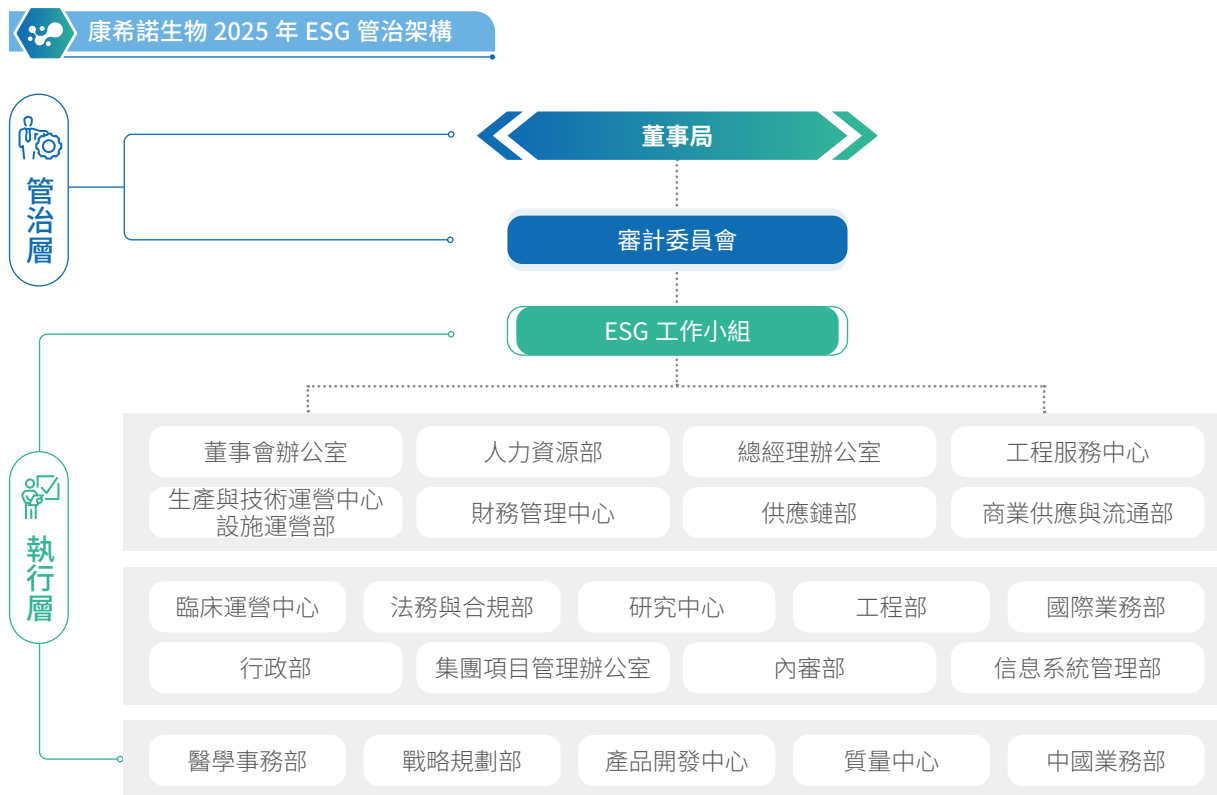 康希諾生物 2025 年 ESG 管治架構
管治層
董事局
審計委員會
ESG 工作小組
執行層
董事會辦公室
人力資源部
總經理辦公室
工程服務中心
生產與技術運營中心
設施運營部
財務管理中心
供應鏈部
商業供應與流通部
臨床運營中心
法務與合規部
研究中心
工程部
國際業務部
行政部
集團項目管理辦公室
內審部
信息系統管理部
醫學事務部
戰略規劃部
產品開發中心
質量中心
中國業務部